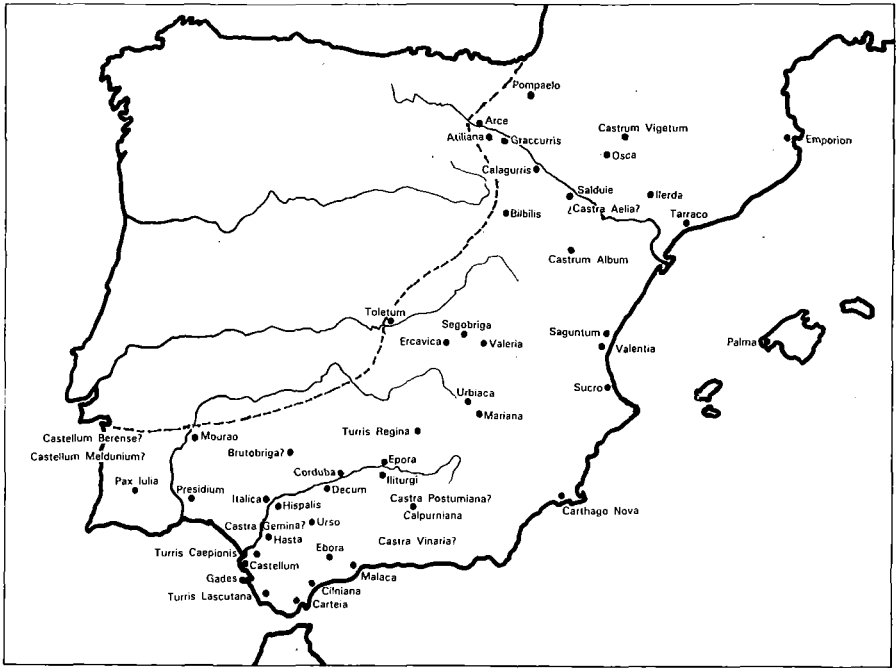 Pompaelo
Arce
Atiliana
Graccurris
Castrum Vigetum
Osca
Emporion
Calagurris
Salduie
¿Castra Aelia?
Ilerda
Tarraco
Bilbilis
Castrum Album
Toletum
Segobriga
Ercavica
Valeria
Saguntum
Valentia
Palma
Sucro
Urbiaca
Mariana
Castellum Berense?
Castellum Meldunium?
Mourao
Turris Regina
Brutobriga?
Epora
Iliturgi
Corduba
Decum
Pax Iulia
Presidium
Italica
Hispalis
Castra Postumiana?
Calpurniana
Carthago Nova
Castra Gemina?
Urso
Hasta
Castra Vinaria?
Turris Caepionis
Ebora
Castellum
Malaca
Gades
Cilniana
Turris Lascutana
Carteia